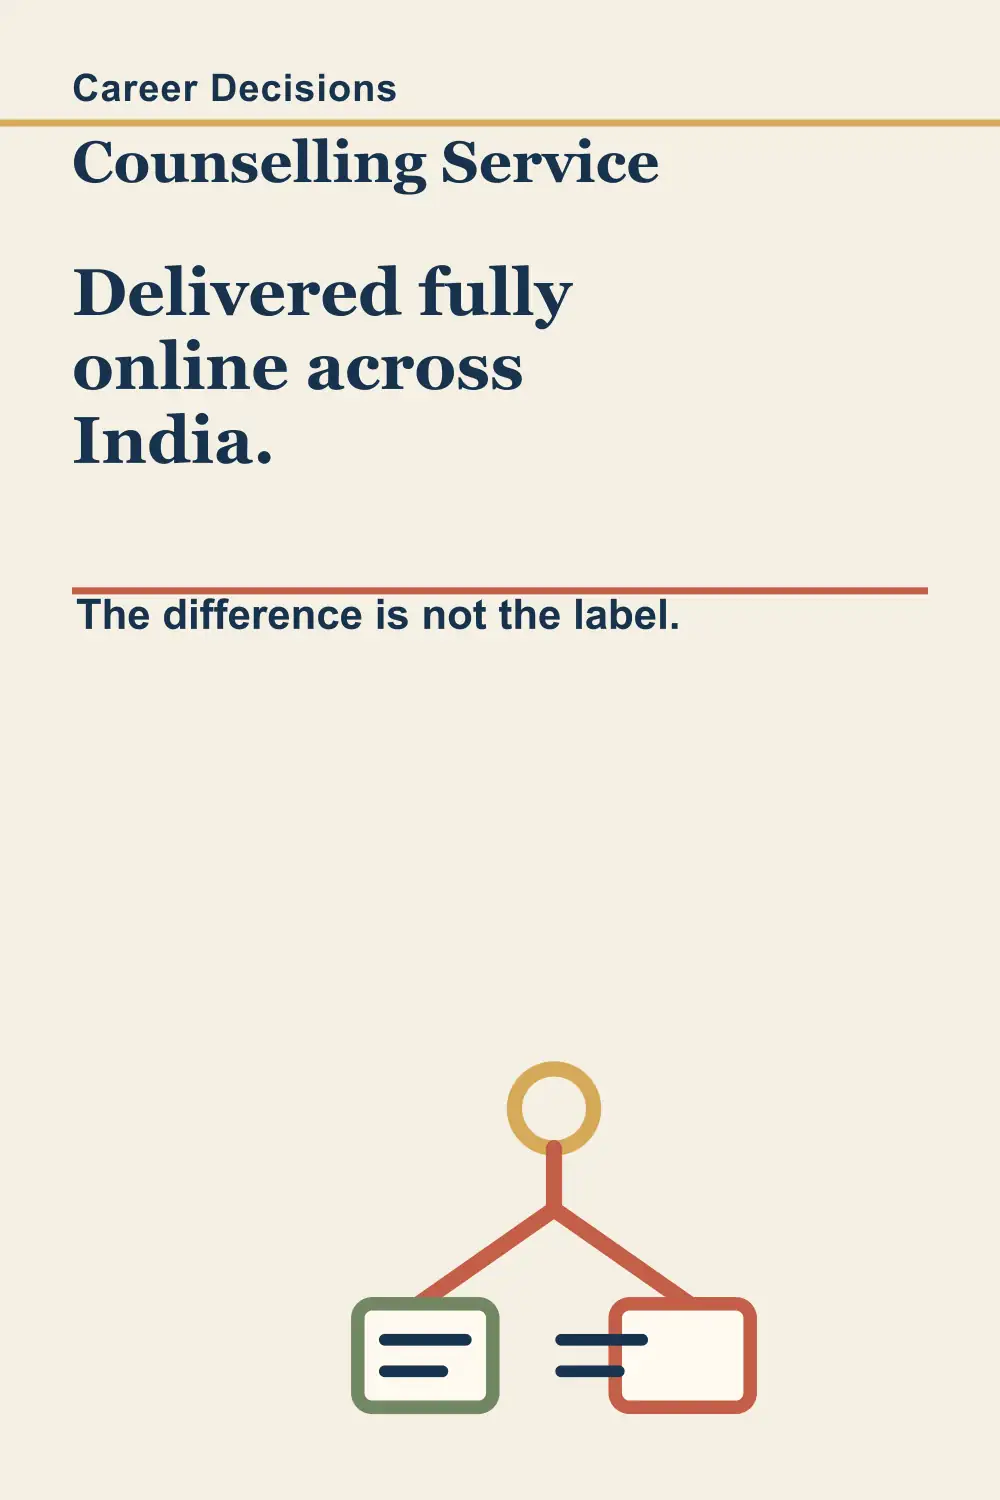 Career Decisions
Counselling Service
Delivered fully
online across
India.
The difference is not the label.